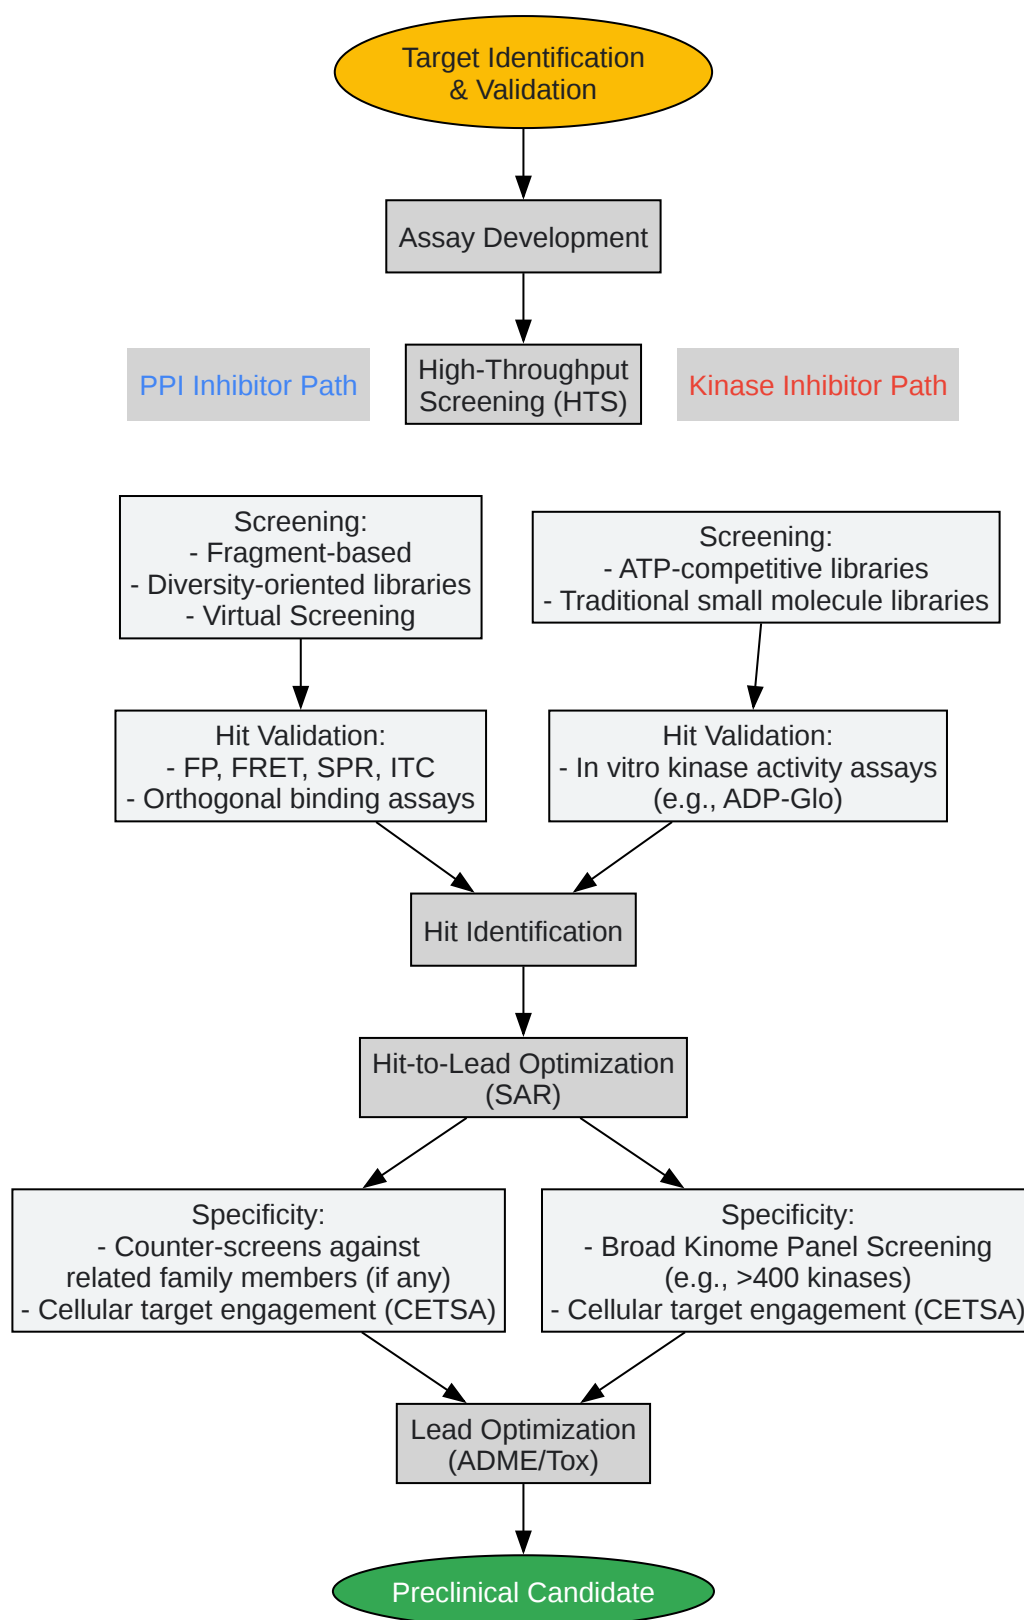 Target Identification
& Validation
Assay Development
PPI Inhibitor Path
High-Throughput
Screening (HTS)
Kinase Inhibitor Path
Screening:
- Fragment-based
- Diversity-oriented libraries
- Virtual Screening
Screening:
- ATP-competitive libraries
- Traditional small molecule libraries
Hit Validation:
- FP, FRET, SPR, ITC
- Orthogonal binding assays
Hit Validation:
- In vitro kinase activity assays
(e.g., ADP-Glo)
Hit Identification
Hit-to-Lead Optimization
(SAR)
Specificity:
- Counter-screens against
related family members (if any)
- Cellular target engagement (CETSA)
Specificity:
- Broad Kinome Panel Screening
(e.g., >400 kinases)
- Cellular target engagement (CETSA)
Lead Optimization
(ADME/Tox)
Preclinical Candidate